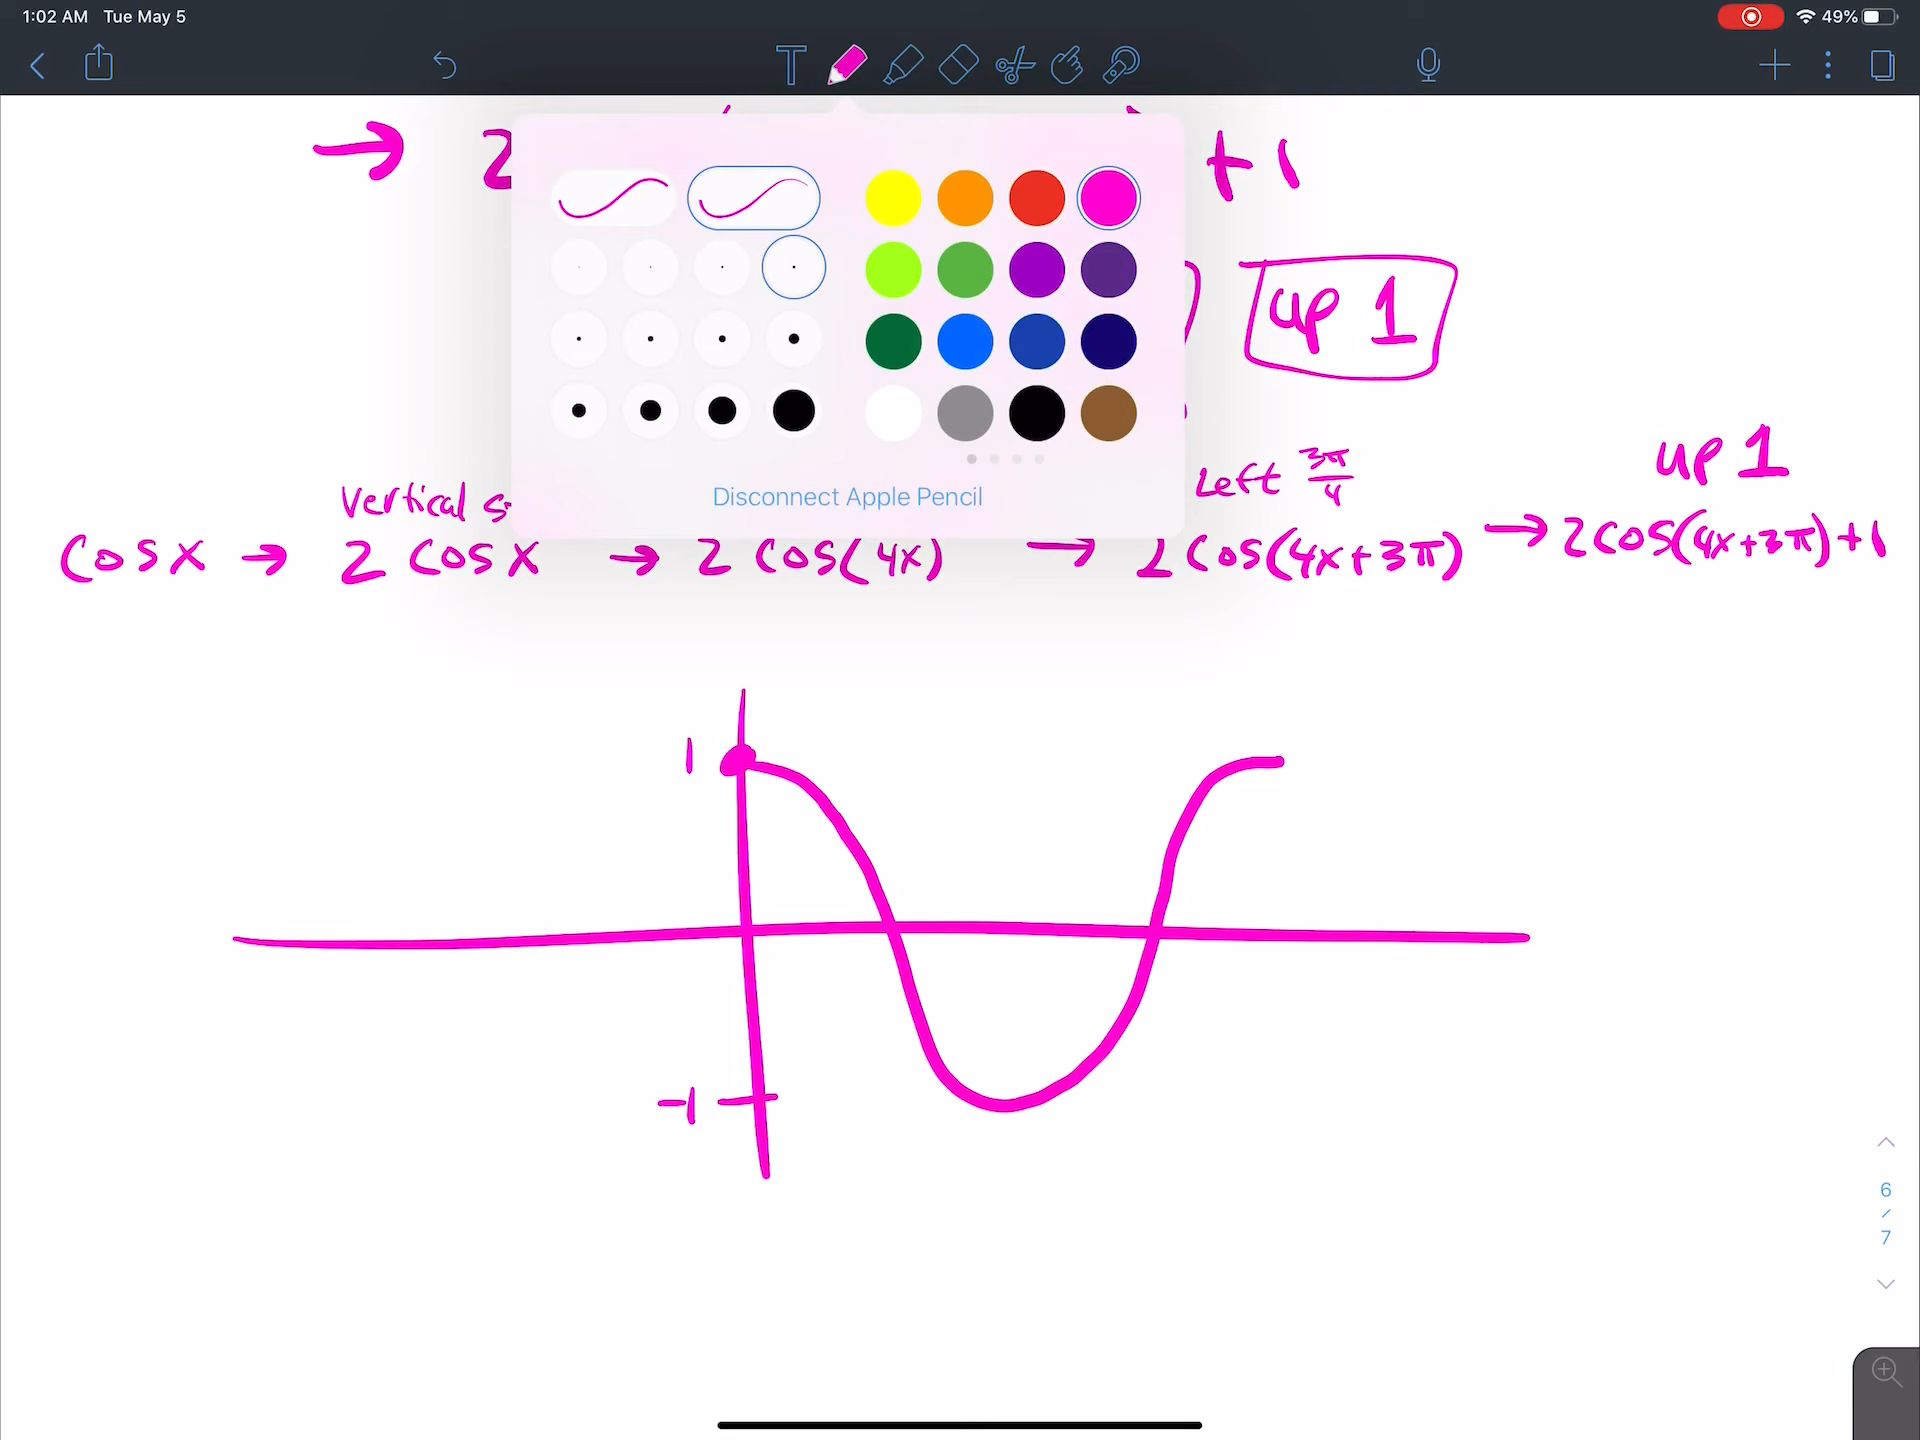 1:02 AM Tue May 5 49%
T
→ 2 +1
up 1
up 1
Vertical Left 3π/4
cos x → 2 cos x → 2 cos(4x) → 2 cos(4x+3π) → 2cos(4x+3π)+1
Disconnect Apple Pencil
1
-1
6
/
7